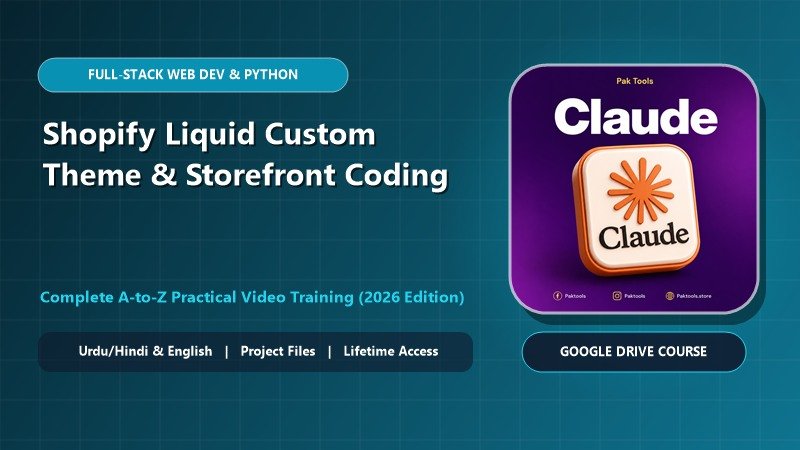 FULL-STACK WEB DEV & PYTHON
Shopify Liquid Custom
Theme & Storefront Coding
Complete A-to-Z Practical Video Training (2026 Edition)
Urdu/Hindi & English | Project Files | Lifetime Access
Pak Tools
Claude
Claude
Paktools
Paktools
Paktools.store
GOOGLE DRIVE COURSE